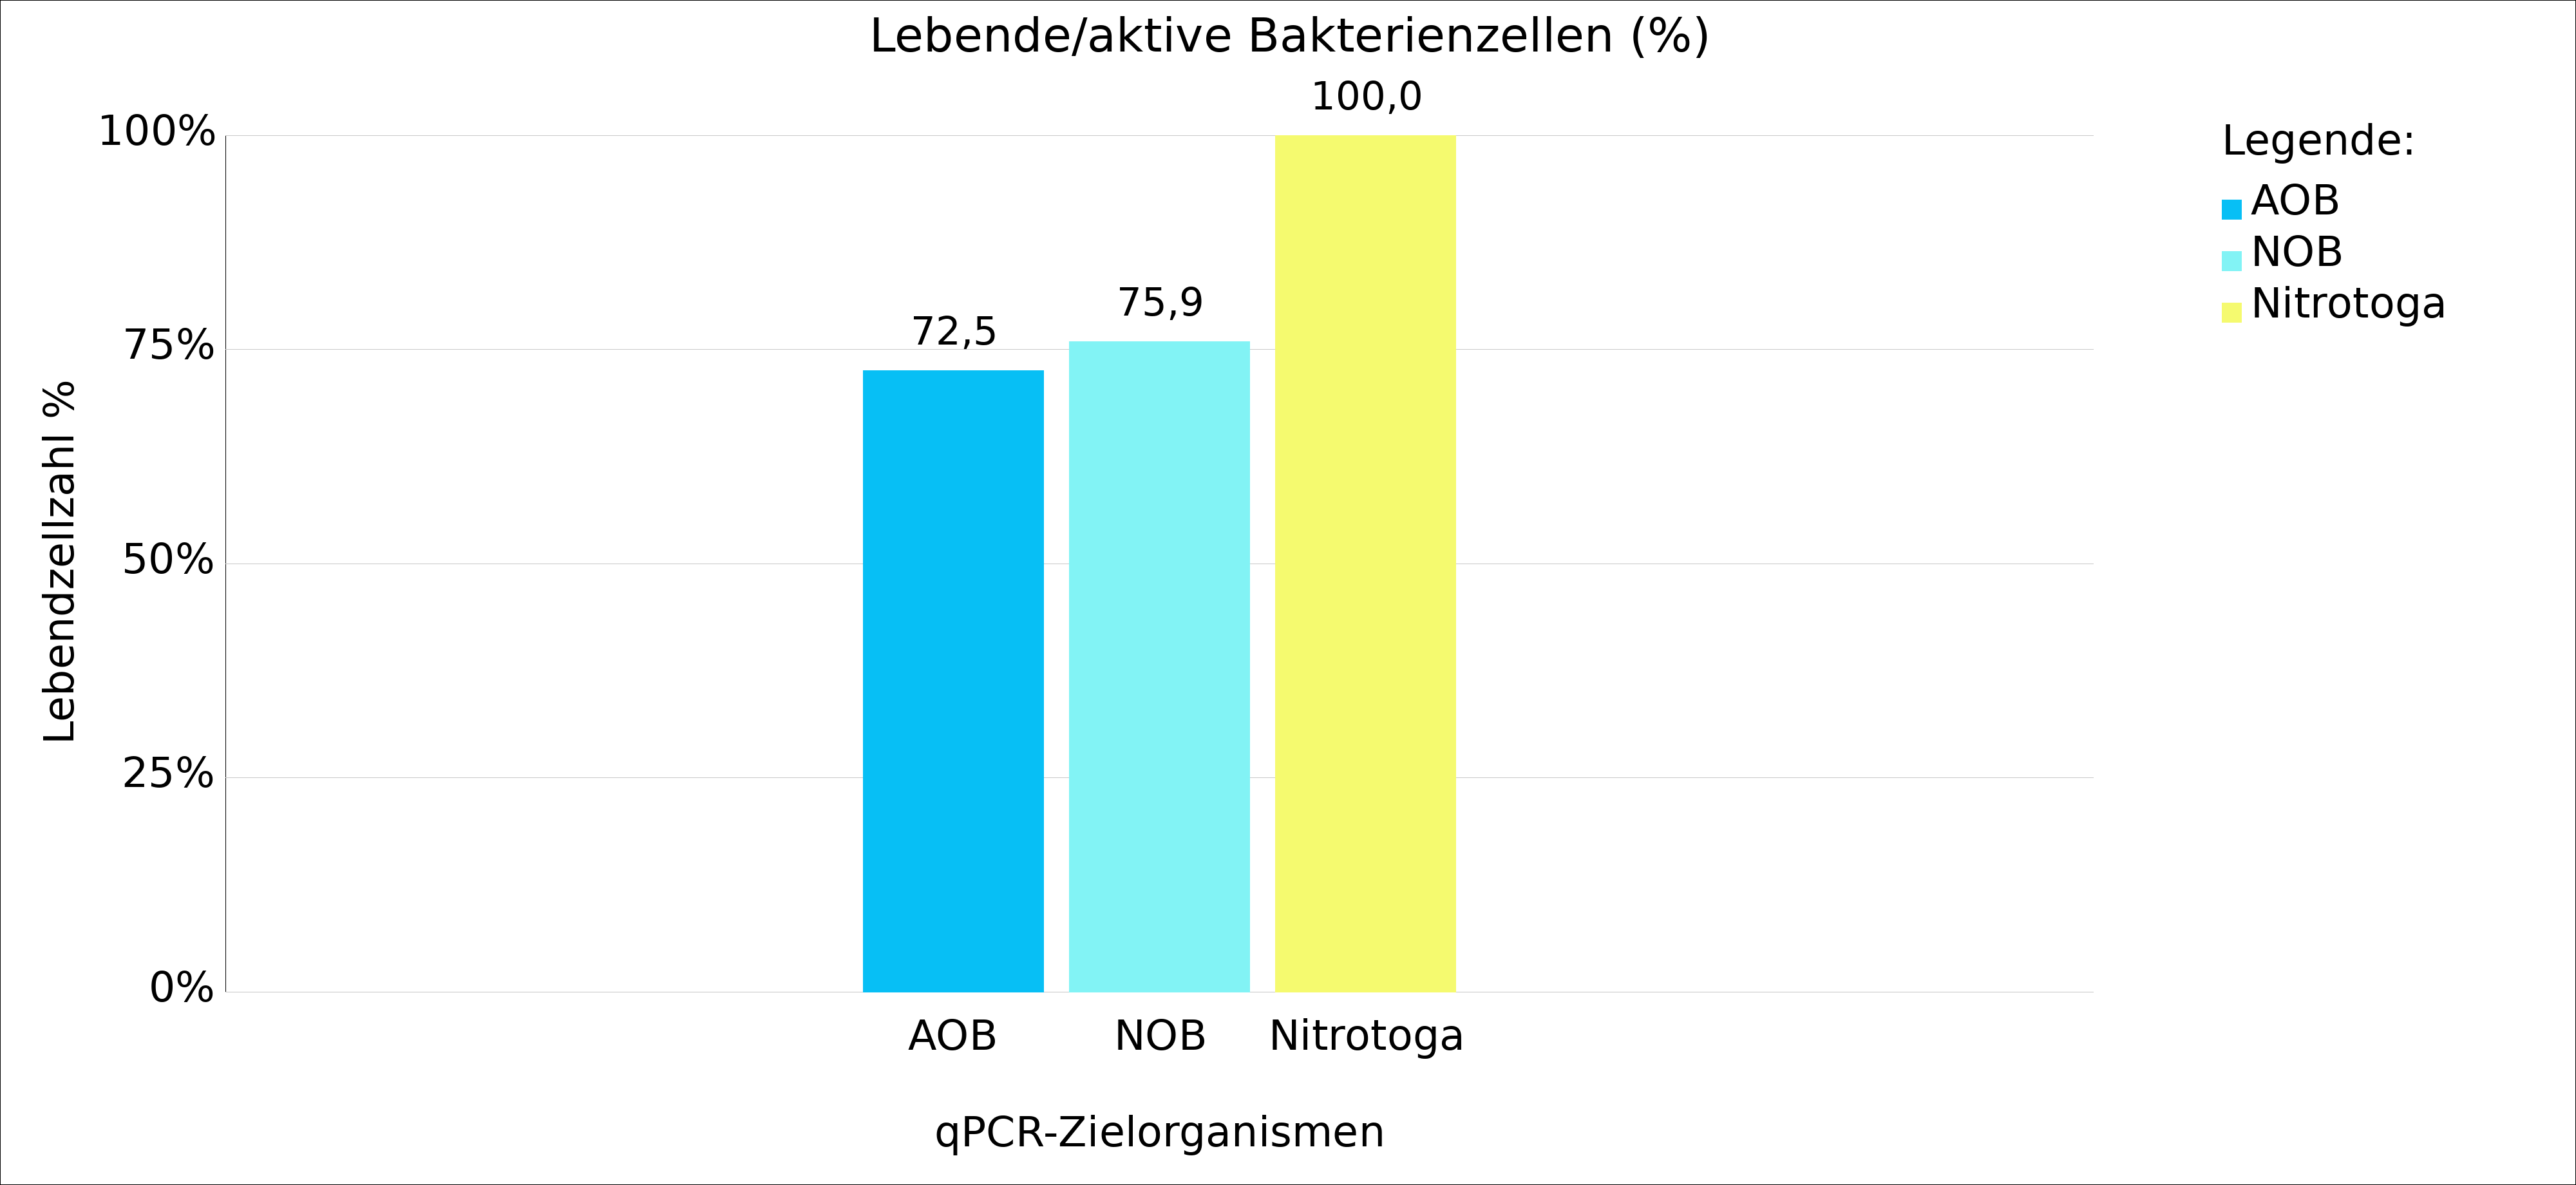 Lebende/aktive Bakterienzellen (%)
100,0
100%
Legende:
AOB
NOB
Nitrotoga
75,9
72,5
75%
Lebendzellzahl %
50%
25%
0%
AOB NOB Nitrotoga
qPCR-Zielorganismen